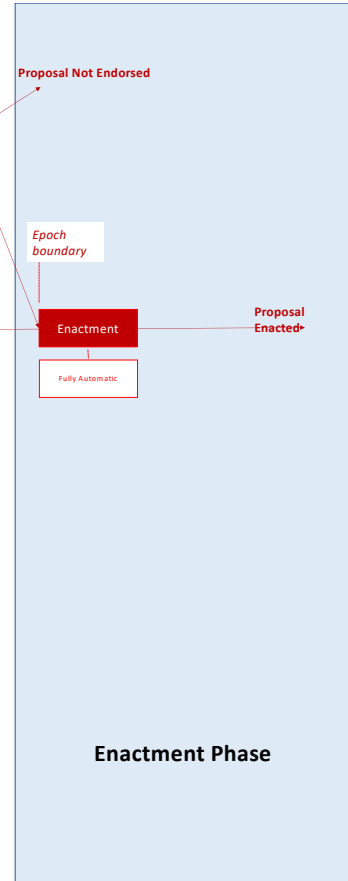 Proposal Not Endorsed
Epoch
boundary
Proposal
Enacted
Enactment
Fully Automatic
Enactment Phase